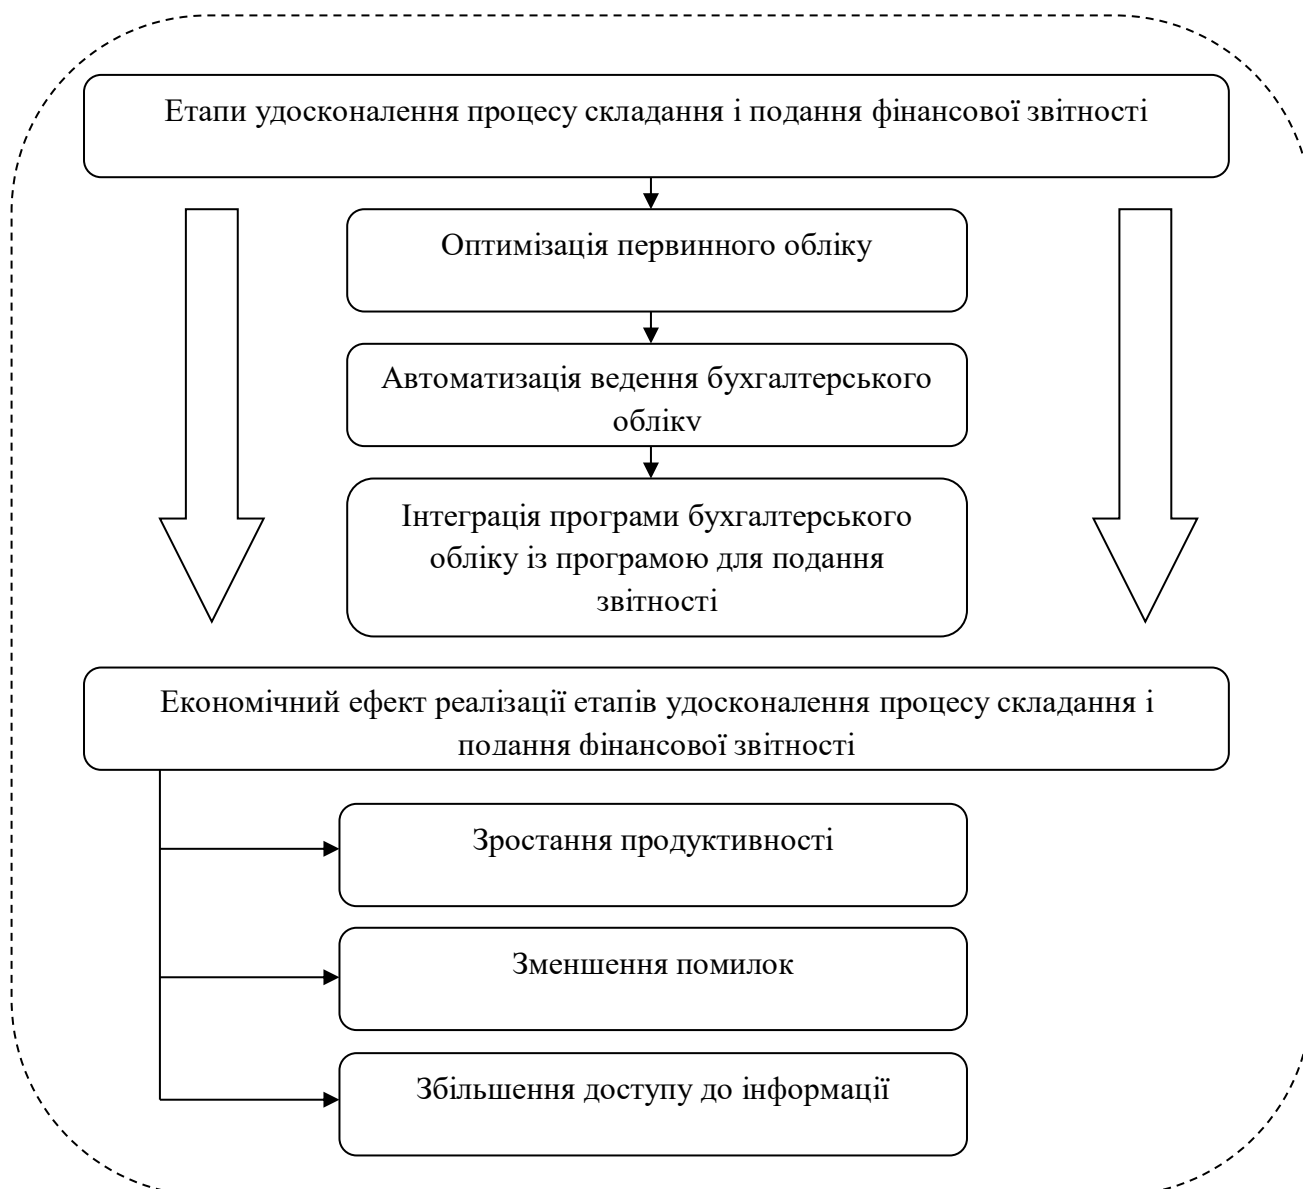 Етапи удосконалення процесу складання і подання фінансової звітності
Оптимізація первинного обліку
Автоматизація ведення бухгалтерського
обліку
Інтеграція програми бухгалтерського
обліку із програмою для подання
звітності
Економічний ефект реалізації етапів удосконалення процесу складання і
подання фінансової звітності
Зростання продуктивності
Зменшення помилок
Збільшення доступу до інформації